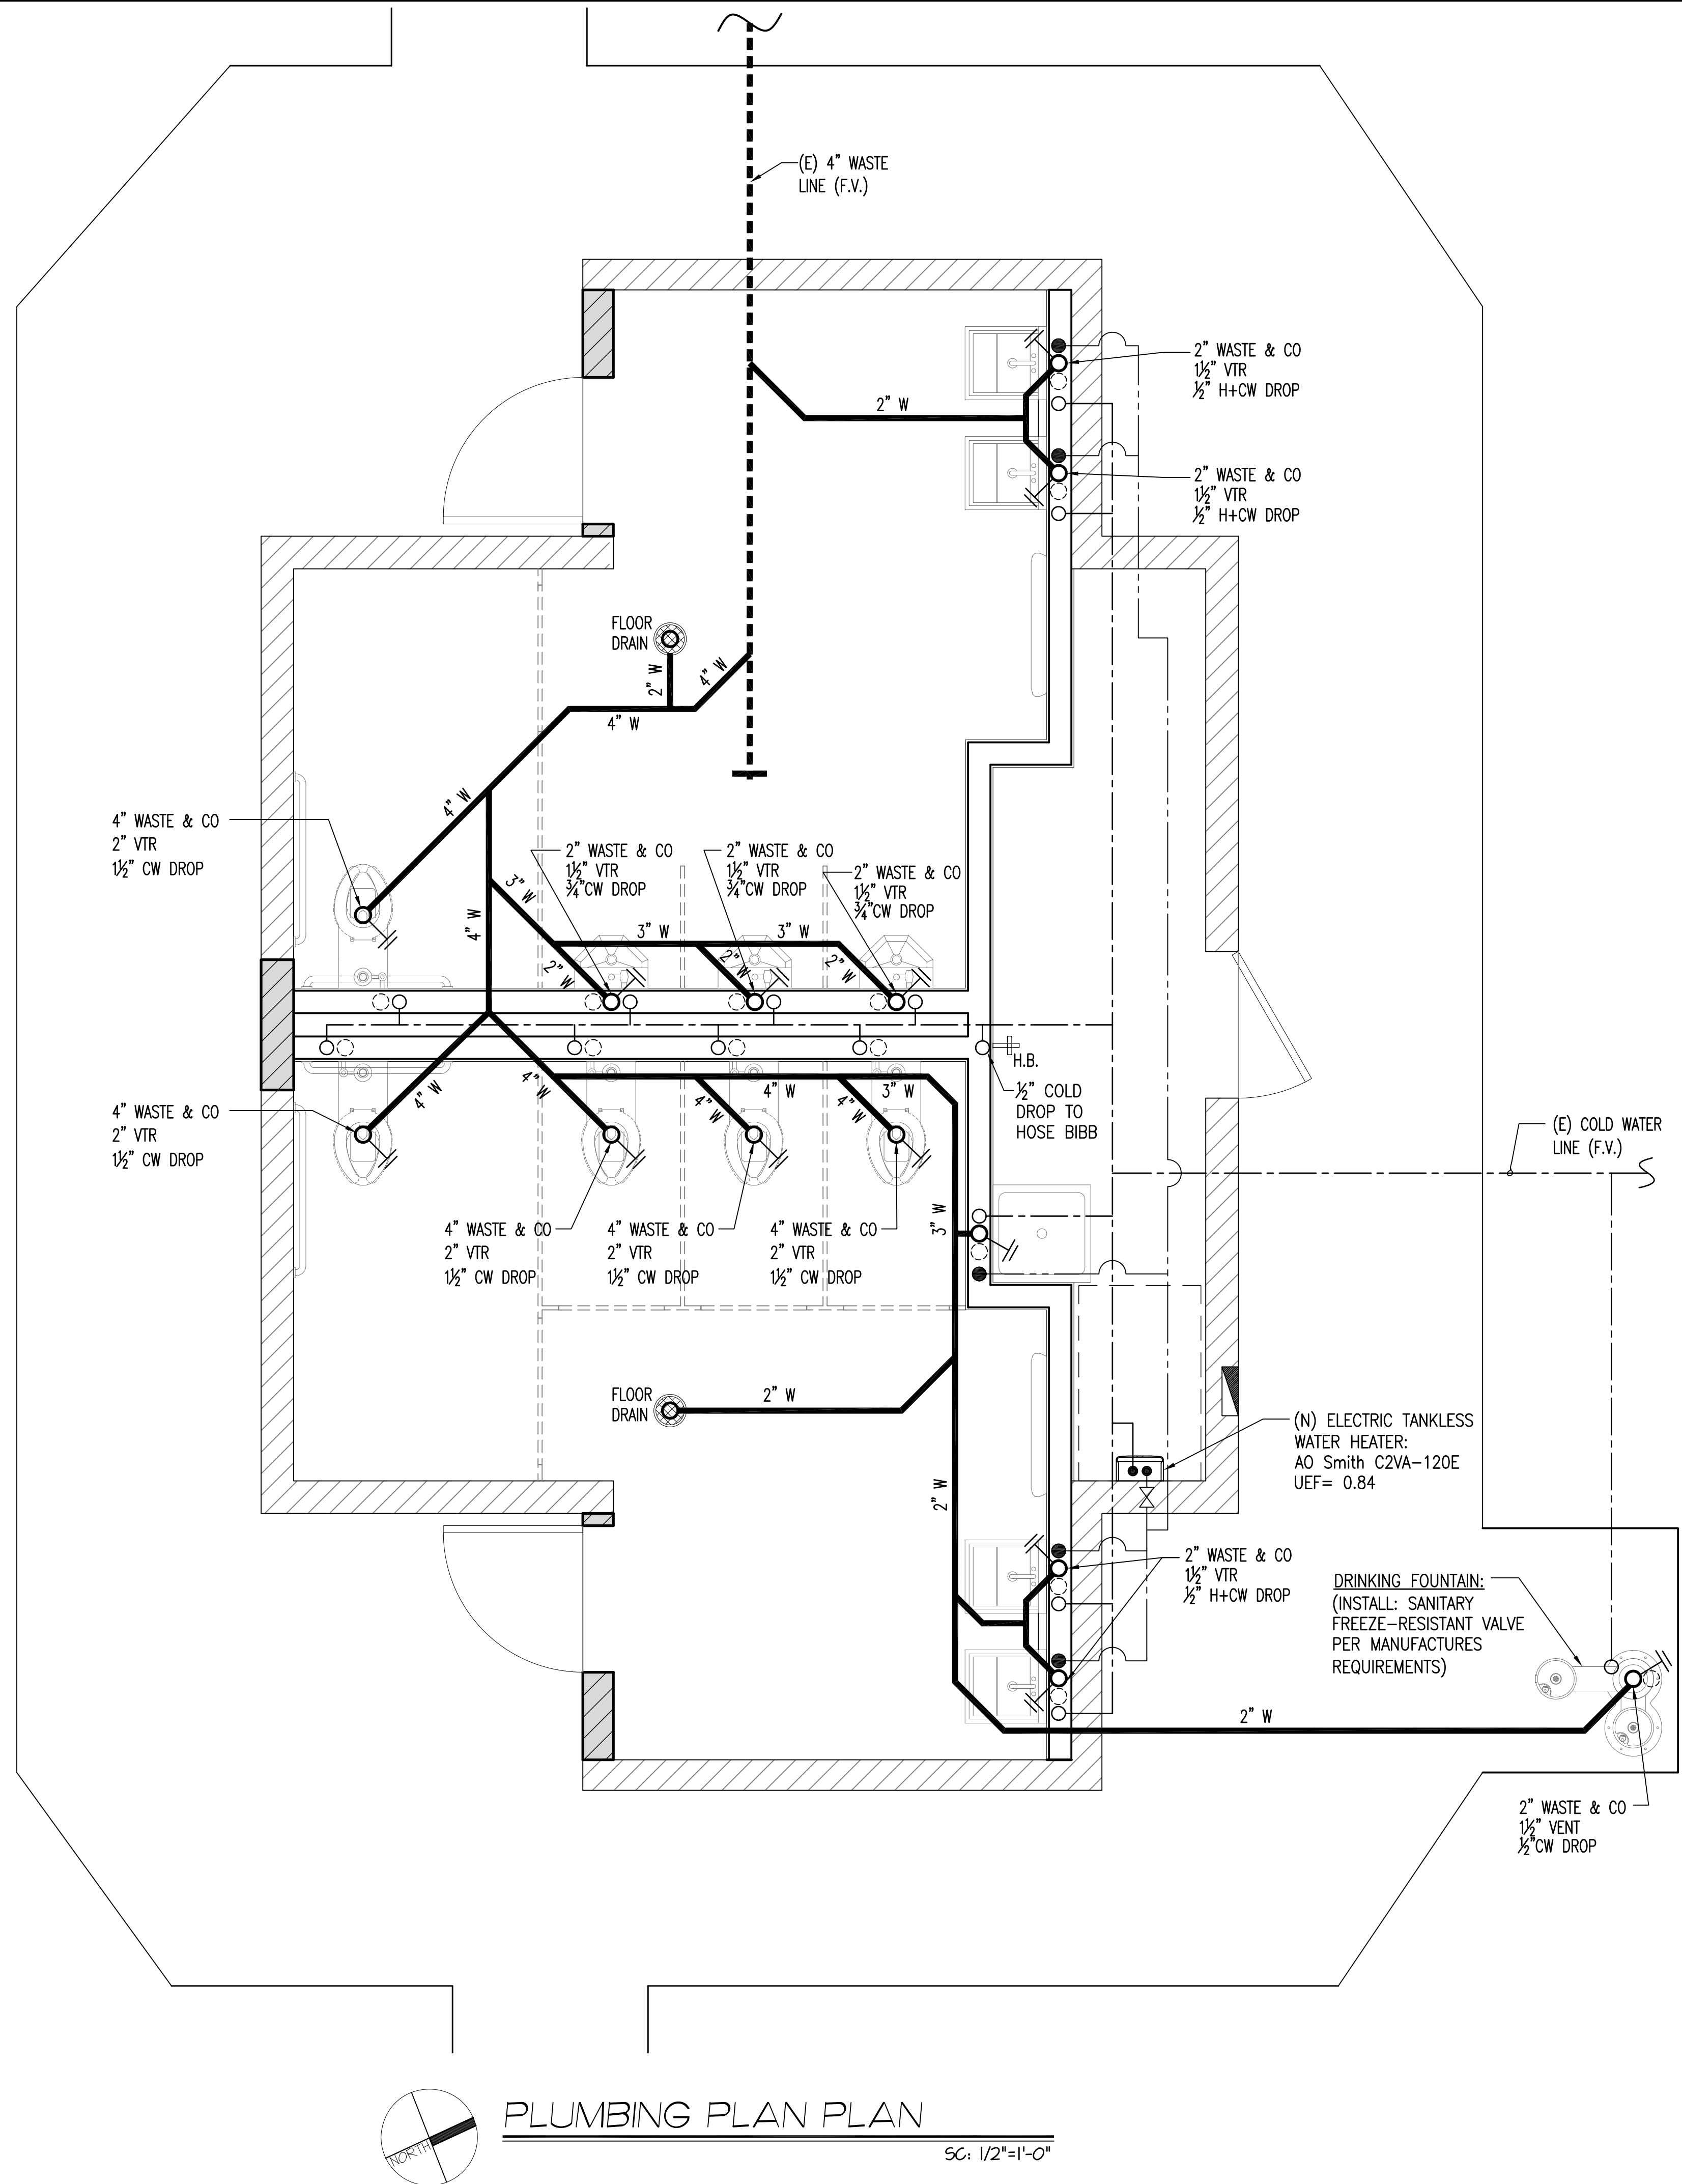 (E) 4" WASTE
LINE (F.V.)
2" WASTE & CO
1½" VTR
½" H+CW DROP
2" W
2" WASTE & CO
1½" VTR
½" H+CW DROP
FLOOR
DRAIN
2" W
4" W
4" W
4" W
4" WASTE & CO
2" VTR
1½" CW DROP
2" WASTE & CO
1½" VTR
¾"CW DROP
2" WASTE & CO
1½" VTR
¾"CW DROP
2" WASTE & CO
1½" VTR
¾"CW DROP
3" W
4" W
3" W
3" W
2" W
2" W
2" W
H.B.
½" COLD
DROP TO
HOSE BIBB
4" W
4" W
4" W
3" W
4" W
4" W
4" WASTE & CO
2" VTR
1½" CW DROP
(E) COLD WATER
LINE (F.V.)
3" W
4" WASTE & CO
2" VTR
1½" CW DROP
4" WASTE & CO
2" VTR
1½" CW DROP
4" WASTE & CO
2" VTR
1½" CW DROP
FLOOR
DRAIN
2" W
(N) ELECTRIC TANKLESS
WATER HEATER:
AO Smith C2VA-120E
UEF= 0.84
2" W
2" WASTE & CO
1½" VTR
½" H+CW DROP
DRINKING FOUNTAIN:
(INSTALL: SANITARY
FREEZE-RESISTANT VALVE
PER MANUFACTURES
REQUIREMENTS)
2" W
2" WASTE & CO
1½" VENT
½"CW DROP
NORTH
PLUMBING PLAN PLAN
SC: 1/2"=1'-0"